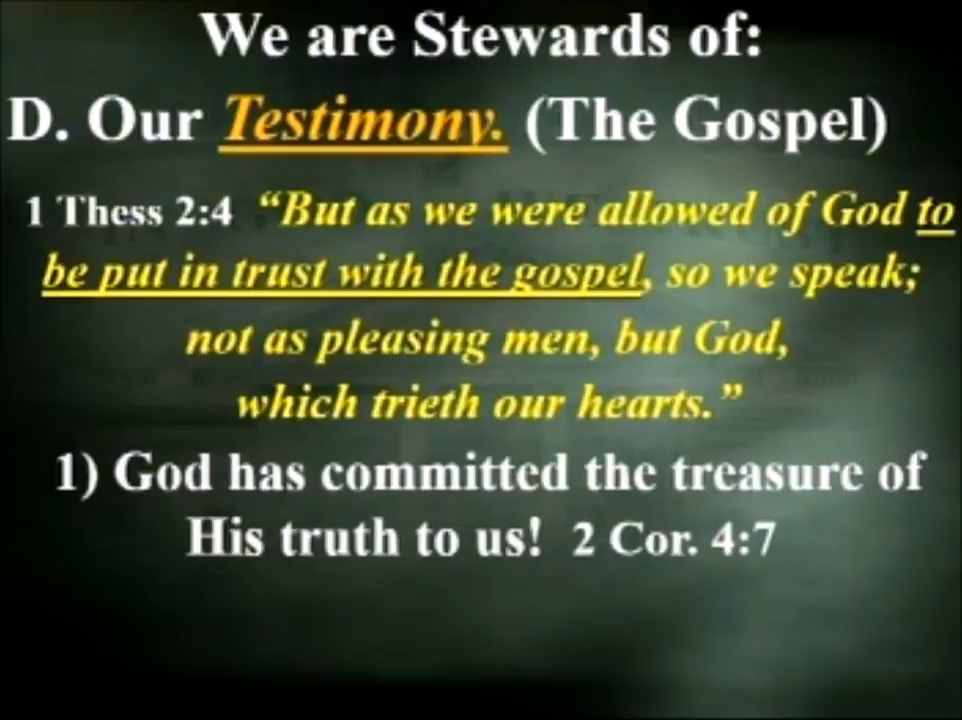 We are Stewards of:
D. Our Testimony. (The Gospel)
1 Thess 2:4 “But as we were allowed of God to
be put in trust with the gospel, so we speak;
not as pleasing men, but God,
which trieth our hearts.”
1) God has committed the treasure of
His truth to us! 2 Cor. 4:7